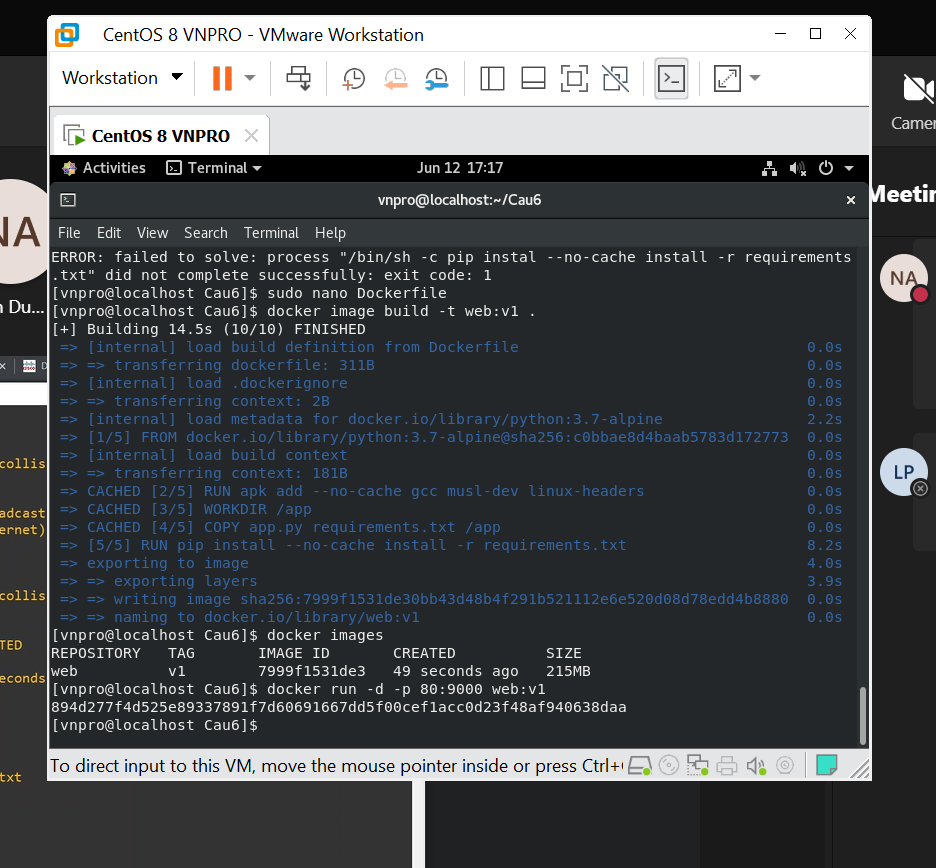 CentOS 8 VNPRO - VMware Workstation
Workstation
CentOS 8 VNPRO
Activities
Terminal
Jun 12 17:17
vnpro@localhost:~/Cau6
File Edit View Search Terminal Help
ERROR: failed to solve: process "/bin/sh -c pip instal --no-cache install -r requirements
.txt" did not complete successfully: exit code: 1
[vnpro@localhost Cau6]$ sudo nano Dockerfile
[vnpro@localhost Cau6]$ docker image build -t web:v1 .
[+] Building 14.5s (10/10) FINISHED
=> [internal] load build definition from Dockerfile 0.0s
=> => transferring dockerfile: 311B 0.0s
=> [internal] load .dockerignore 0.0s
=> => transferring context: 2B 0.0s
=> [internal] load metadata for docker.io/library/python:3.7-alpine 2.2s
=> [1/5] FROM docker.io/library/python:3.7-alpine@sha256:c0bbae8d4baab5783d172773 0.0s
=> [internal] load build context 0.0s
=> => transferring context: 181B 0.0s
=> CACHED [2/5] RUN apk add --no-cache gcc musl-dev linux-headers 0.0s
=> CACHED [3/5] WORKDIR /app 0.0s
=> CACHED [4/5] COPY app.py requirements.txt /app 0.0s
=> [5/5] RUN pip install --no-cache install -r requirements.txt 8.2s
=> exporting to image 4.0s
=> => exporting layers 3.9s
=> => writing image sha256:7999f1531de30bb43d48b4f291b521112e6e520d08d78edd4b8880 0.0s
=> => naming to docker.io/library/web:v1 0.0s
[vnpro@localhost Cau6]$ docker images
REPOSITORY TAG IMAGE ID CREATED SIZE
web v1 7999f1531de3 49 seconds ago 215MB
[vnpro@localhost Cau6]$ docker run -d -p 80:9000 web:v1
894d277f4d525e89337891f7d60691667dd5f00cef1acc0d23f48af940638daa
[vnpro@localhost Cau6]$
To direct input to this VM, move the mouse pointer inside or press Ctrl+
NA
Du...
collis
adcast
ernet)
collis
TED
econds
txt
Camer
Meetin
NA
LP